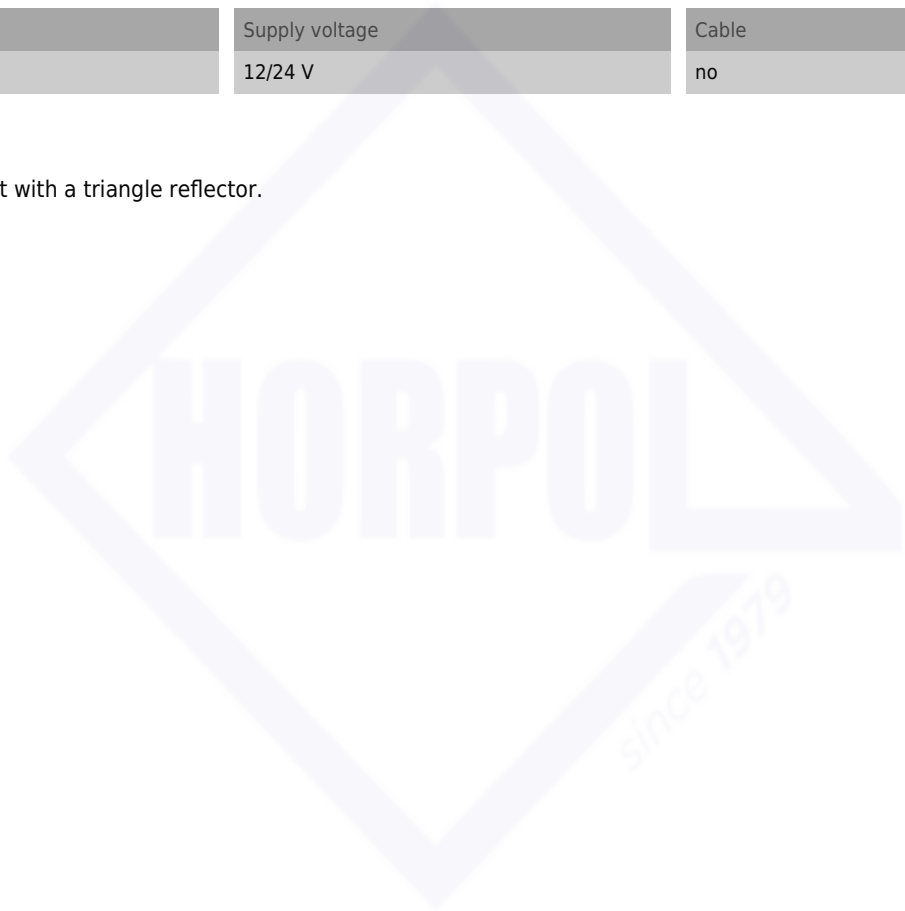 Supply voltage Cable
12/24 V no
t with a triangle reflector.
HORPOL
since 1979